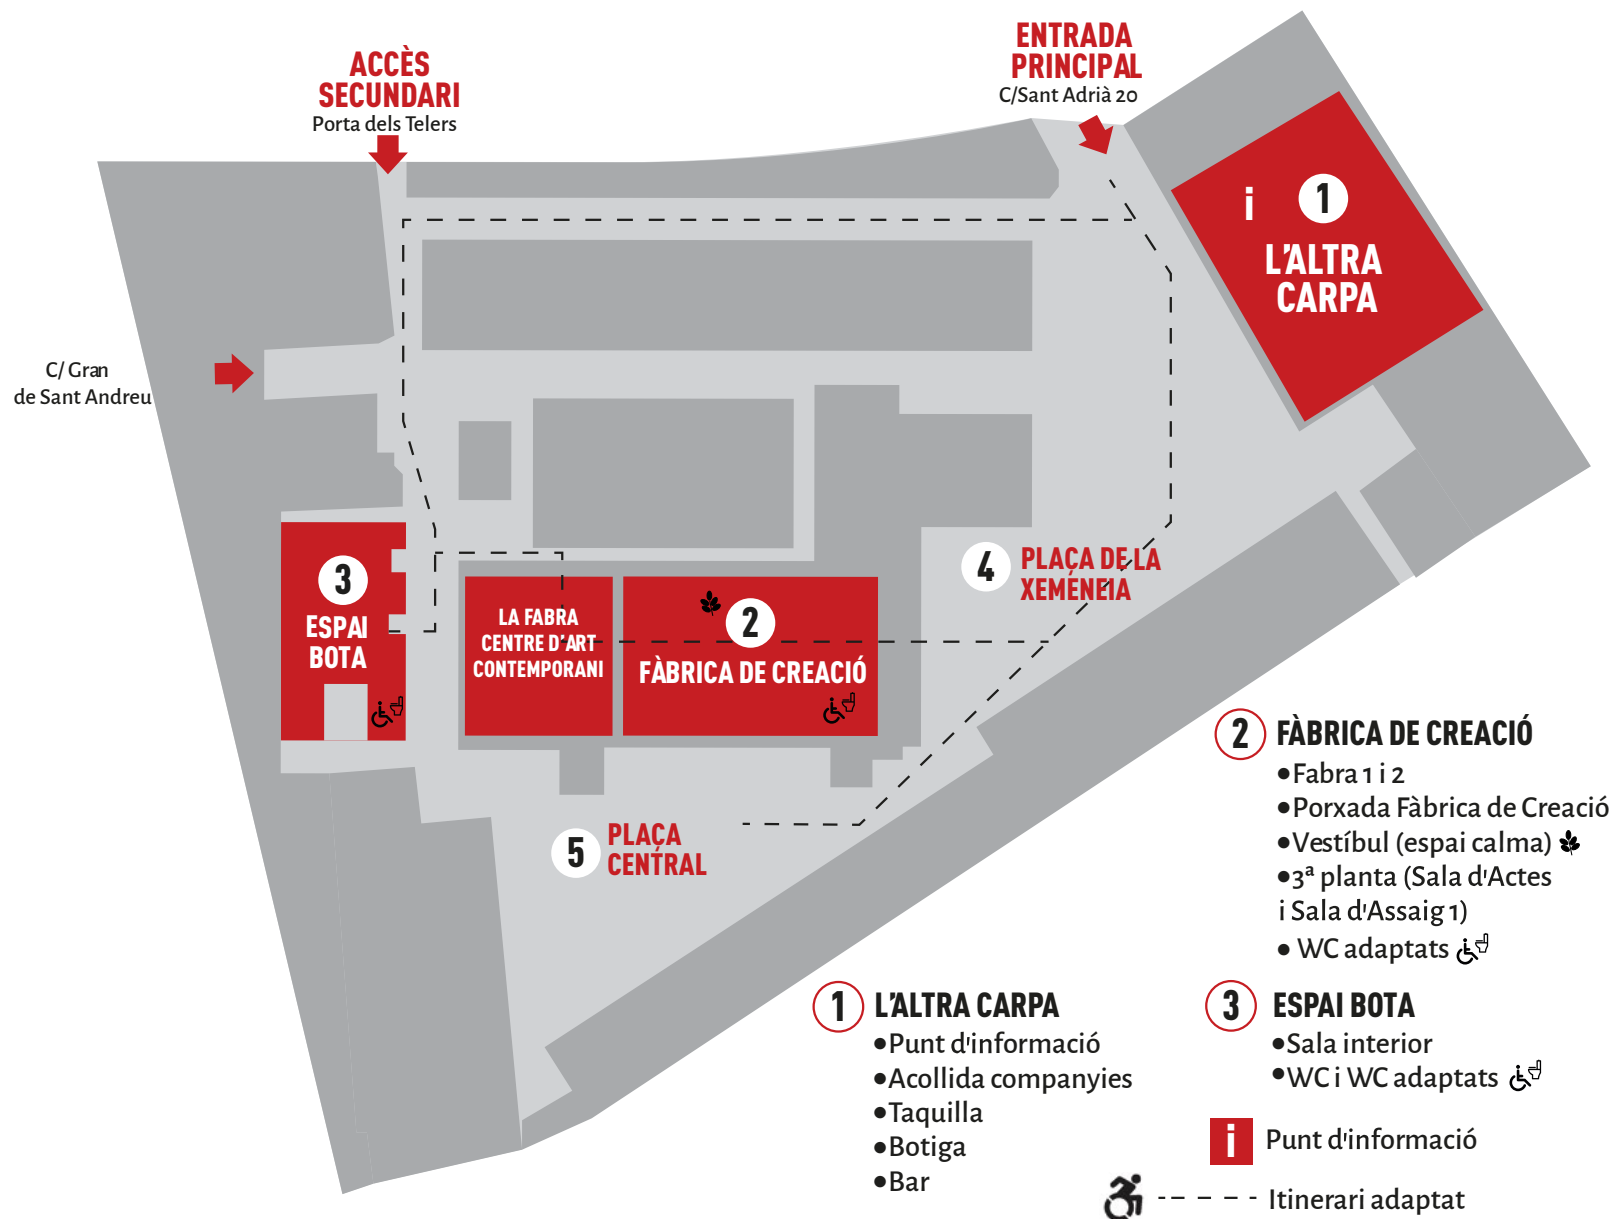 ACCÈS
SECUNDARI
Porta dels Telers
ENTRADA
PRINCIPAL
C/Sant Adrià 20
i
1
L'ALTRA
CARPA
C/ Gran
de Sant Andreu
3
ESPAI
BOTA
LA FABRA
CENTRE D'ART
CONTEMPORANI
2
FÀBRICA DE CREACIÓ
4
PLAÇA DE LA
XEMENEIA
5
PLAÇA
CENTRAL
2 FÀBRICA DE CREACIÓ
•Fabra 1 i 2
•Porxada Fàbrica de Creació
•Vestíbul (espai calma)
•3ª planta (Sala d'Actes
i Sala d'Assaig 1)
• WC adaptats
1 L'ALTRA CARPA
•Punt d'informació
•Acollida companyies
•Taquilla
•Botiga
•Bar
3 ESPAI BOTA
•Sala interior
•WC i WC adaptats
i Punt d'informació
Itinerari adaptat